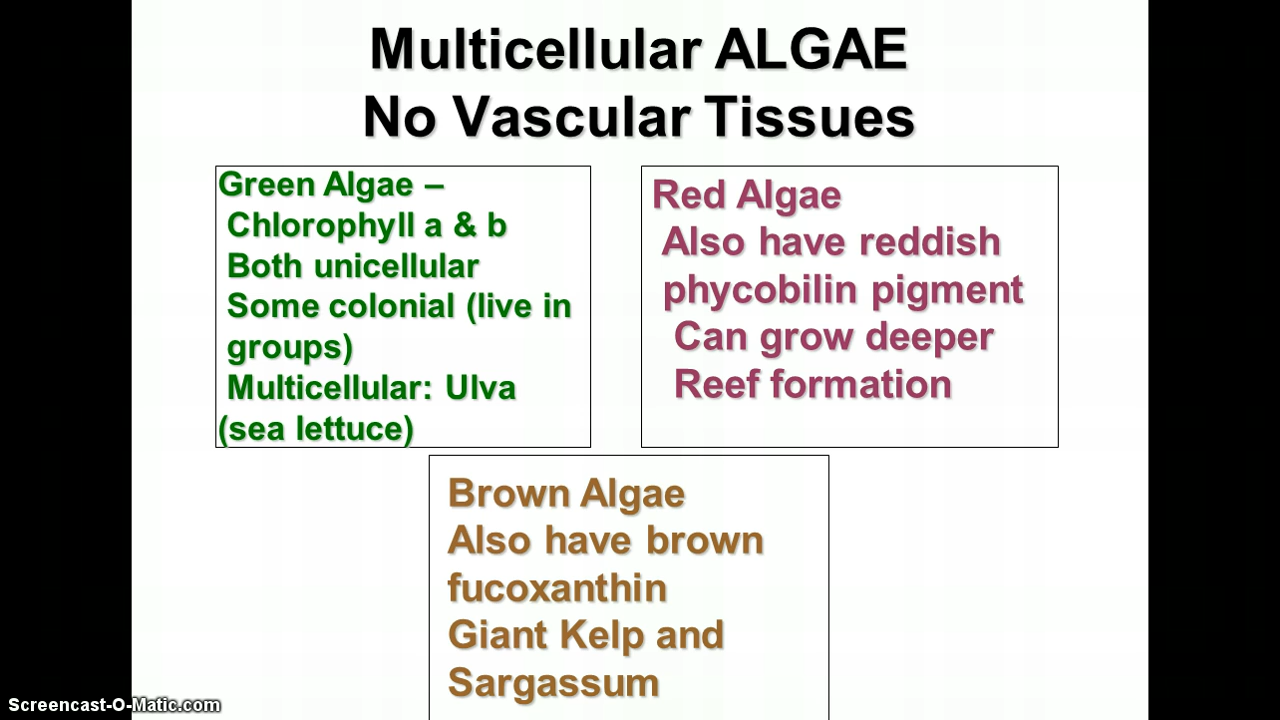 Multicellular ALGAE
No Vascular Tissues
Green Algae –
Chlorophyll a & b
Both unicellular
Some colonial (live in
groups)
Multicellular: Ulva
(sea lettuce)
Red Algae
Also have reddish
phycobilin pigment
Can grow deeper
Reef formation
Brown Algae
Also have brown
fucoxanthin
Giant Kelp and
Sargassum
Screencast-O-Matic.com